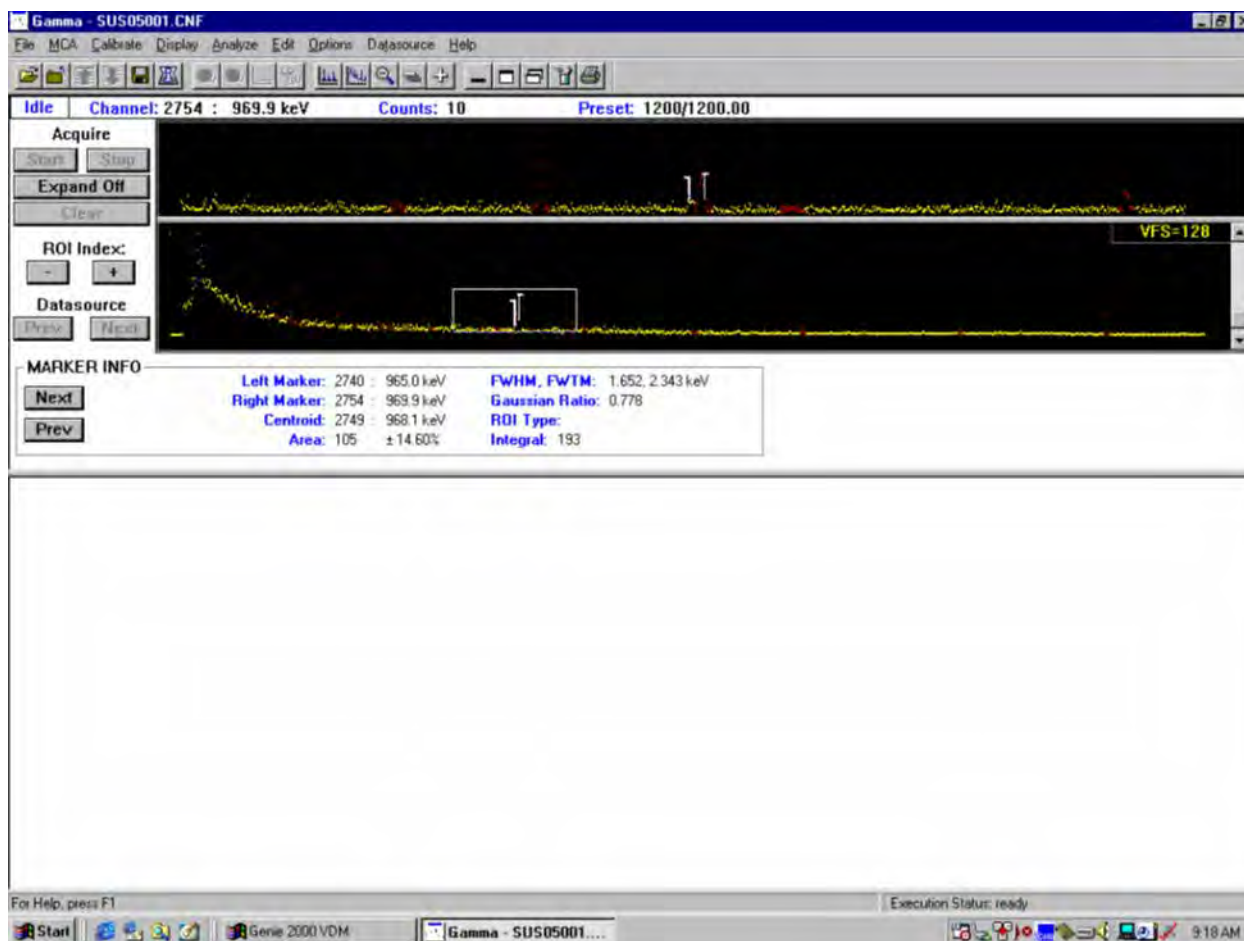 Gamma - SUS05001.CNF
File MCA Calibrate Display Analyze Edit Options Datasource Help
Idle Channel: 2754 : 969.9 keV Counts: 10 Preset: 1200/1200.00
Acquire
Start Stop
Expand Off
Clear
VFS=128
ROI Index:
- +
Datasource
Prev Next
MARKER INFO
Next
Prev
Left Marker: 2740 : 965.0 keV FWHM, FWTM: 1.652, 2.343 keV
Right Marker: 2754 : 969.9 keV Gaussian Ratio: 0.778
Centroid: 2749 : 968.1 keV ROI Type:
Area: 105 ± 14.60% Integral: 193
For Help, press F1 Execution Status: ready
Start Genie 2000 VDM Gamma - SUS05001.... 9:18 AM